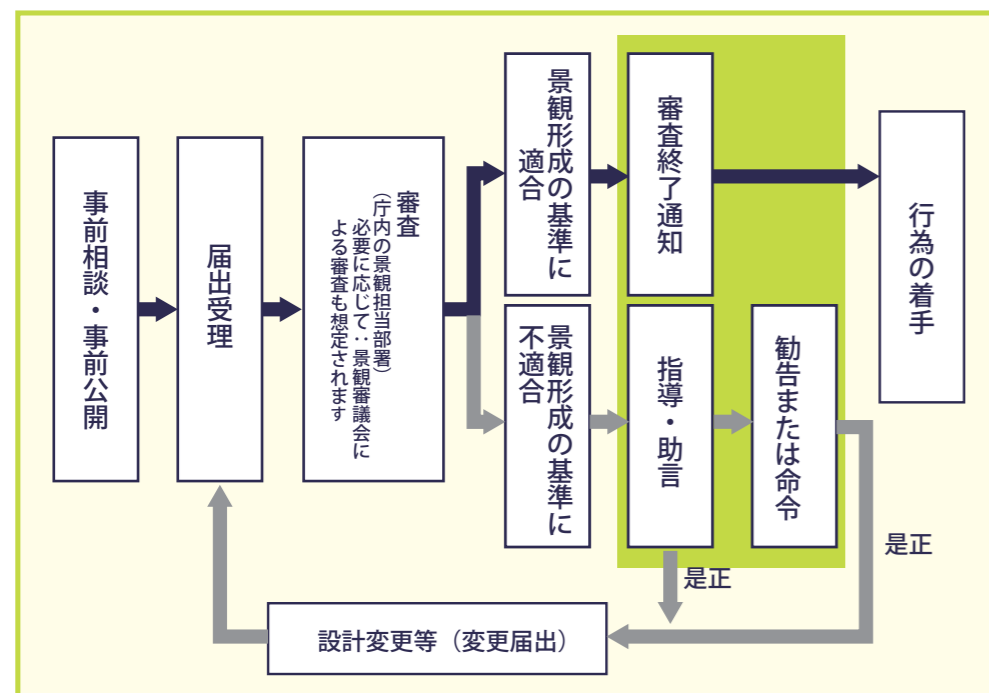 事前相談・事前公開
届出受理
審査
(庁内の景観担当部署)
必要に応じて：景観審議会に
よる審査も想定されます
景観形成の基準に
適合
審査終了通知
行為の着手
景観形成の基準に
不適合
指導・助言
勧告または命令
是正
是正
設計変更等（変更届出）